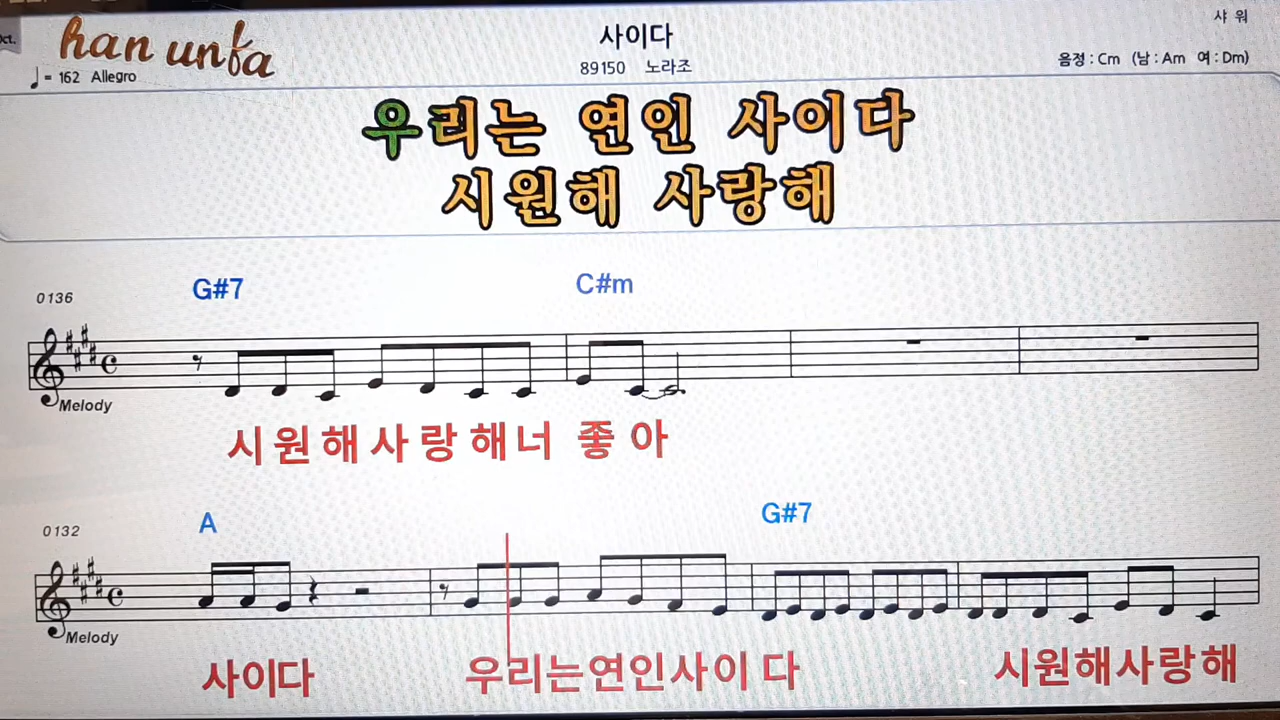 샤 워
Oct.
han unfa
사이다
♩ = 162 Allegro
89150 노라조
음정 : Cm (남 : Am 여 : Dm)
우리는 연인 사이다
시원해 사랑해
0136
G#7 C#m
Melody
시 원 해 사 랑 해 너 좋 아
0132
A G#7
Melody
사이다 우리는연인사이 다 시원해사랑해